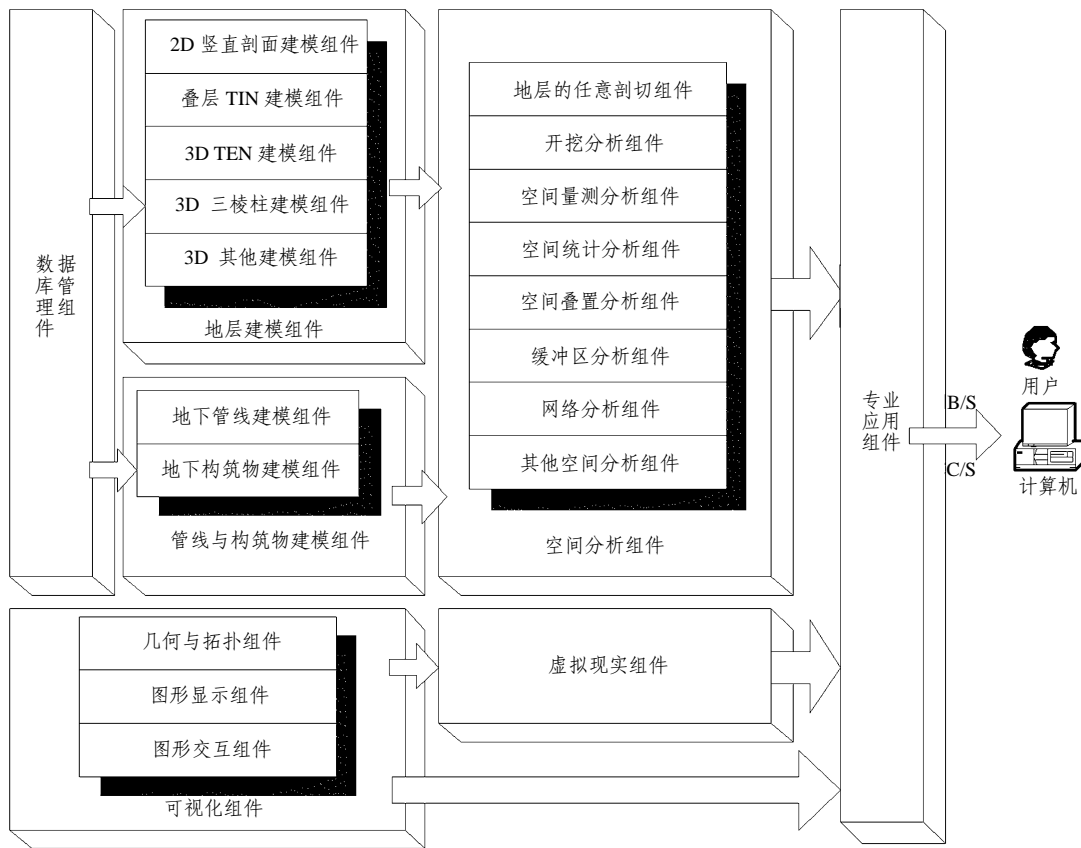 数据
库管
理组
件
2D 竖直剖面建模组件
叠层 TIN 建模组件
3D TEN 建模组件
3D 三棱柱建模组件
3D 其他建模组件
地层建模组件
地下管线建模组件
地下构筑物建模组件
管线与构筑物建模组件
地层的任意剖切组件
开挖分析组件
空间量测分析组件
空间统计分析组件
空间叠置分析组件
缓冲区分析组件
网络分析组件
其他空间分析组件
空间分析组件
几何与拓扑组件
图形显示组件
图形交互组件
可视化组件
虚拟现实组件
专业
应用
组件
B/S
C/S
用户
计算机